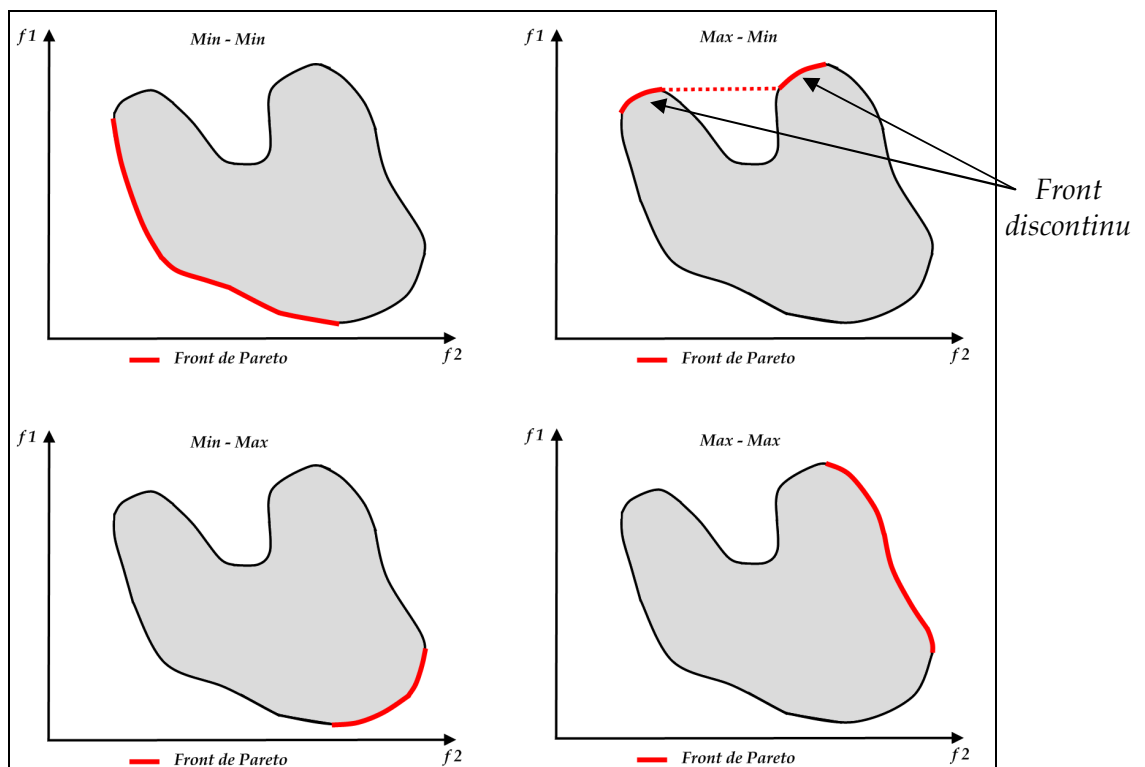 f1
Min - Min
f2
Front de Pareto
f1
Max - Min
f2
Front de Pareto
Front
discontinu
f1
Min - Max
f2
Front de Pareto
f1
Max - Max
f2
Front de Pareto